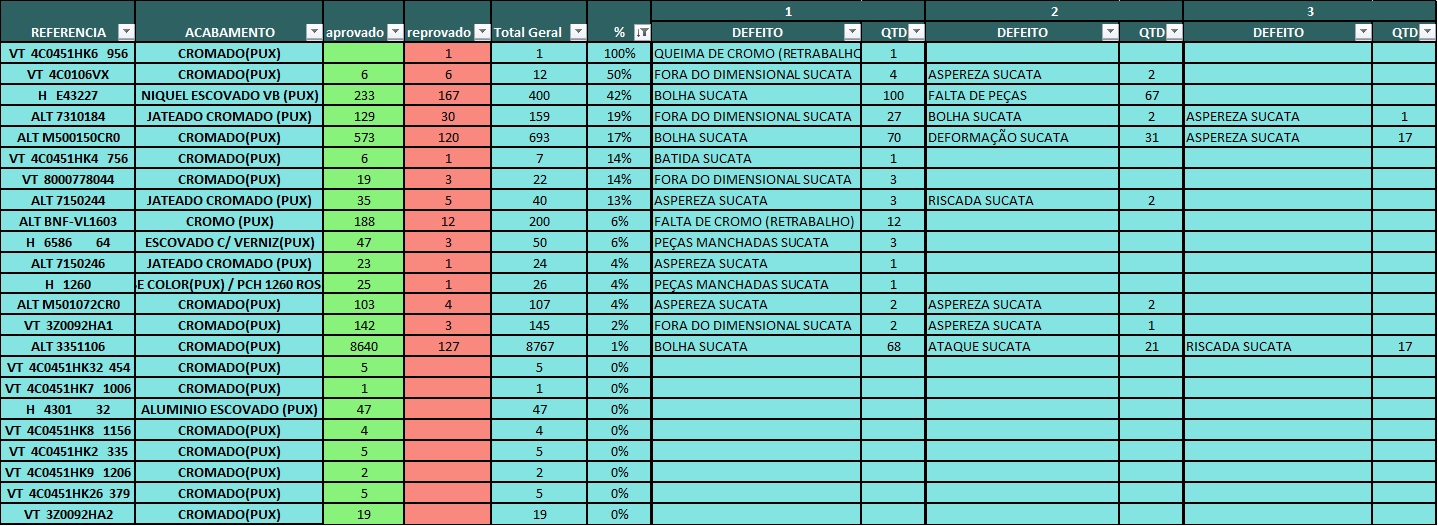 1 2 3
REFERENCIA ACABAMENTO aprovado reprovado Total Geral % DEFEITO QTD DEFEITO QTD DEFEITO QTD
VT 4C0451HK6 956 CROMADO(PUX) 1 1 100% QUEIMA DE CROMO (RETRABALHO 1
VT 4C0106VX CROMADO(PUX) 6 6 12 50% FORA DO DIMENSIONAL SUCATA 4 ASPEREZA SUCATA 2
H E43227 NIQUEL ESCOVADO VB (PUX) 233 167 400 42% BOLHA SUCATA 100 FALTA DE PEÇAS 67
ALT 7310184 JATEADO CROMADO (PUX) 129 30 159 19% FORA DO DIMENSIONAL SUCATA 27 BOLHA SUCATA 2 ASPEREZA SUCATA 1
ALT M500150CR0 CROMADO(PUX) 573 120 693 17% BOLHA SUCATA 70 DEFORMAÇÃO SUCATA 31 ASPEREZA SUCATA 17
VT 4C0451HK4 756 CROMADO(PUX) 6 1 7 14% BATIDA SUCATA 1
VT 8000778044 CROMADO(PUX) 19 3 22 14% FORA DO DIMENSIONAL SUCATA 3
ALT 7150244 JATEADO CROMADO (PUX) 35 5 40 13% ASPEREZA SUCATA 3 RISCADA SUCATA 2
ALT BNF-VL1603 CROMO (PUX) 188 12 200 6% FALTA DE CROMO (RETRABALHO) 12
H 6586 64 ESCOVADO C/ VERNIZ(PUX) 47 3 50 6% PEÇAS MANCHADAS SUCATA 3
ALT 7150246 JATEADO CROMADO (PUX) 23 1 24 4% ASPEREZA SUCATA 1
H 1260 E COLOR(PUX) / PCH 1260 ROS 25 1 26 4% PEÇAS MANCHADAS SUCATA 1
ALT M501072CR0 CROMADO(PUX) 103 4 107 4% ASPEREZA SUCATA 2 ASPEREZA SUCATA 2
VT 3Z0092HA1 CROMADO(PUX) 142 3 145 2% FORA DO DIMENSIONAL SUCATA 2 ASPEREZA SUCATA 1
ALT 3351106 CROMADO(PUX) 8640 127 8767 1% BOLHA SUCATA 68 ATAQUE SUCATA 21 RISCADA SUCATA 17
VT 4C0451HK32 454 CROMADO(PUX) 5 5 0%
VT 4C0451HK7 1006 CROMADO(PUX) 1 1 0%
H 4301 32 ALUMINIO ESCOVADO (PUX) 47 47 0%
VT 4C0451HK8 1156 CROMADO(PUX) 4 4 0%
VT 4C0451HK2 335 CROMADO(PUX) 5 5 0%
VT 4C0451HK9 1206 CROMADO(PUX) 2 2 0%
VT 4C0451HK26 379 CROMADO(PUX) 5 5 0%
VT 3Z0092HA2 CROMADO(PUX) 19 19 0%